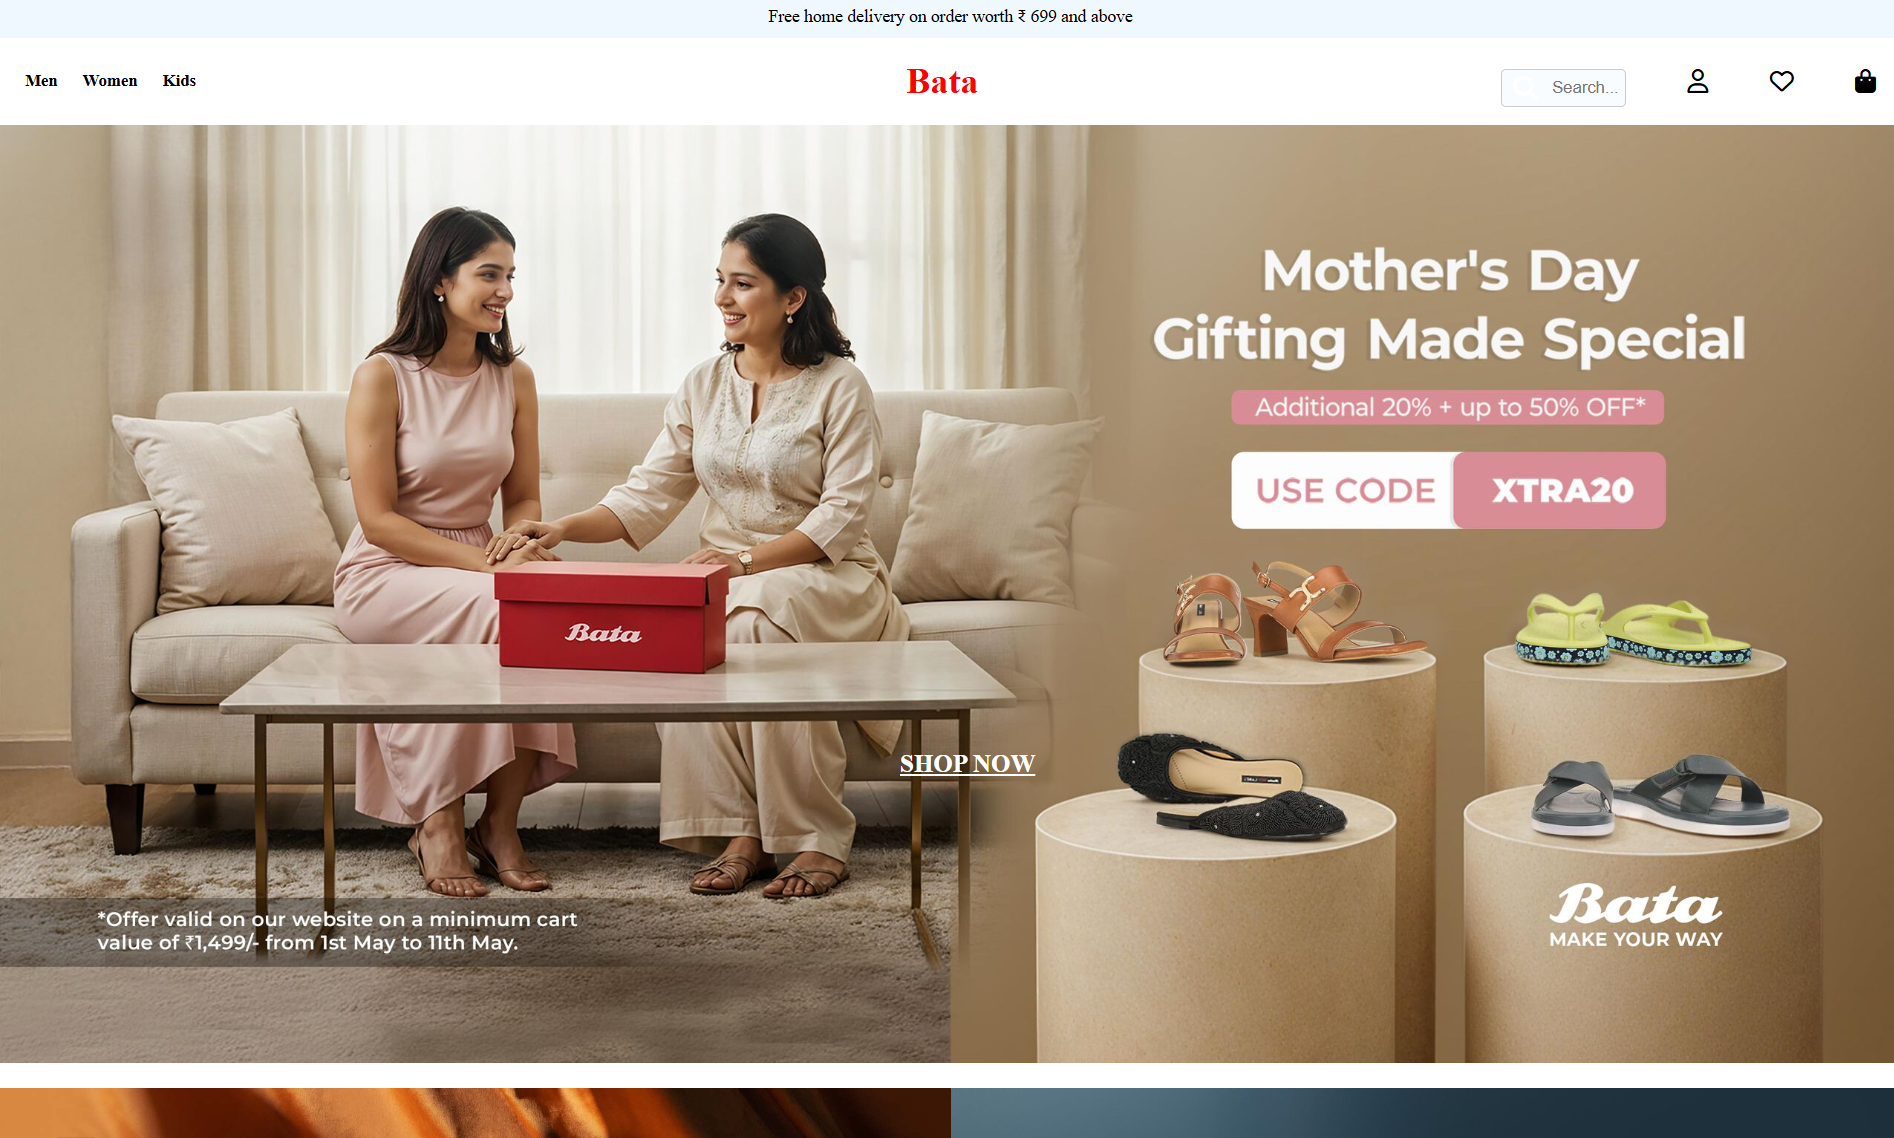 Free home delivery on order worth ₹ 699 and above
Men Women Kids
Bata
Search...
Mother's Day
Gifting Made Special
Additional 20% + up to 50% OFF*
USE CODE XTRA20
Bata
SHOP NOW
*Offer valid on our website on a minimum cart
value of ₹1,499/- from 1st May to 11th May.
Bata
MAKE YOUR WAY